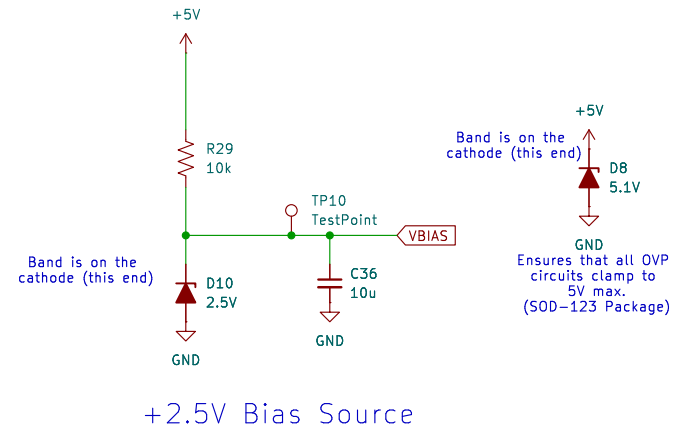 +5V
R29
10k
TP10
TestPoint
VBIAS
Band is on the
cathode (this end)
D10
2.5V
C36
10u
GND
GND
+2.5V Bias Source
+5V
Band is on the
cathode (this end)
D8
5.1V
GND
Ensures that all OVP
circuits clamp to
5V max.
(SOD-123 Package)